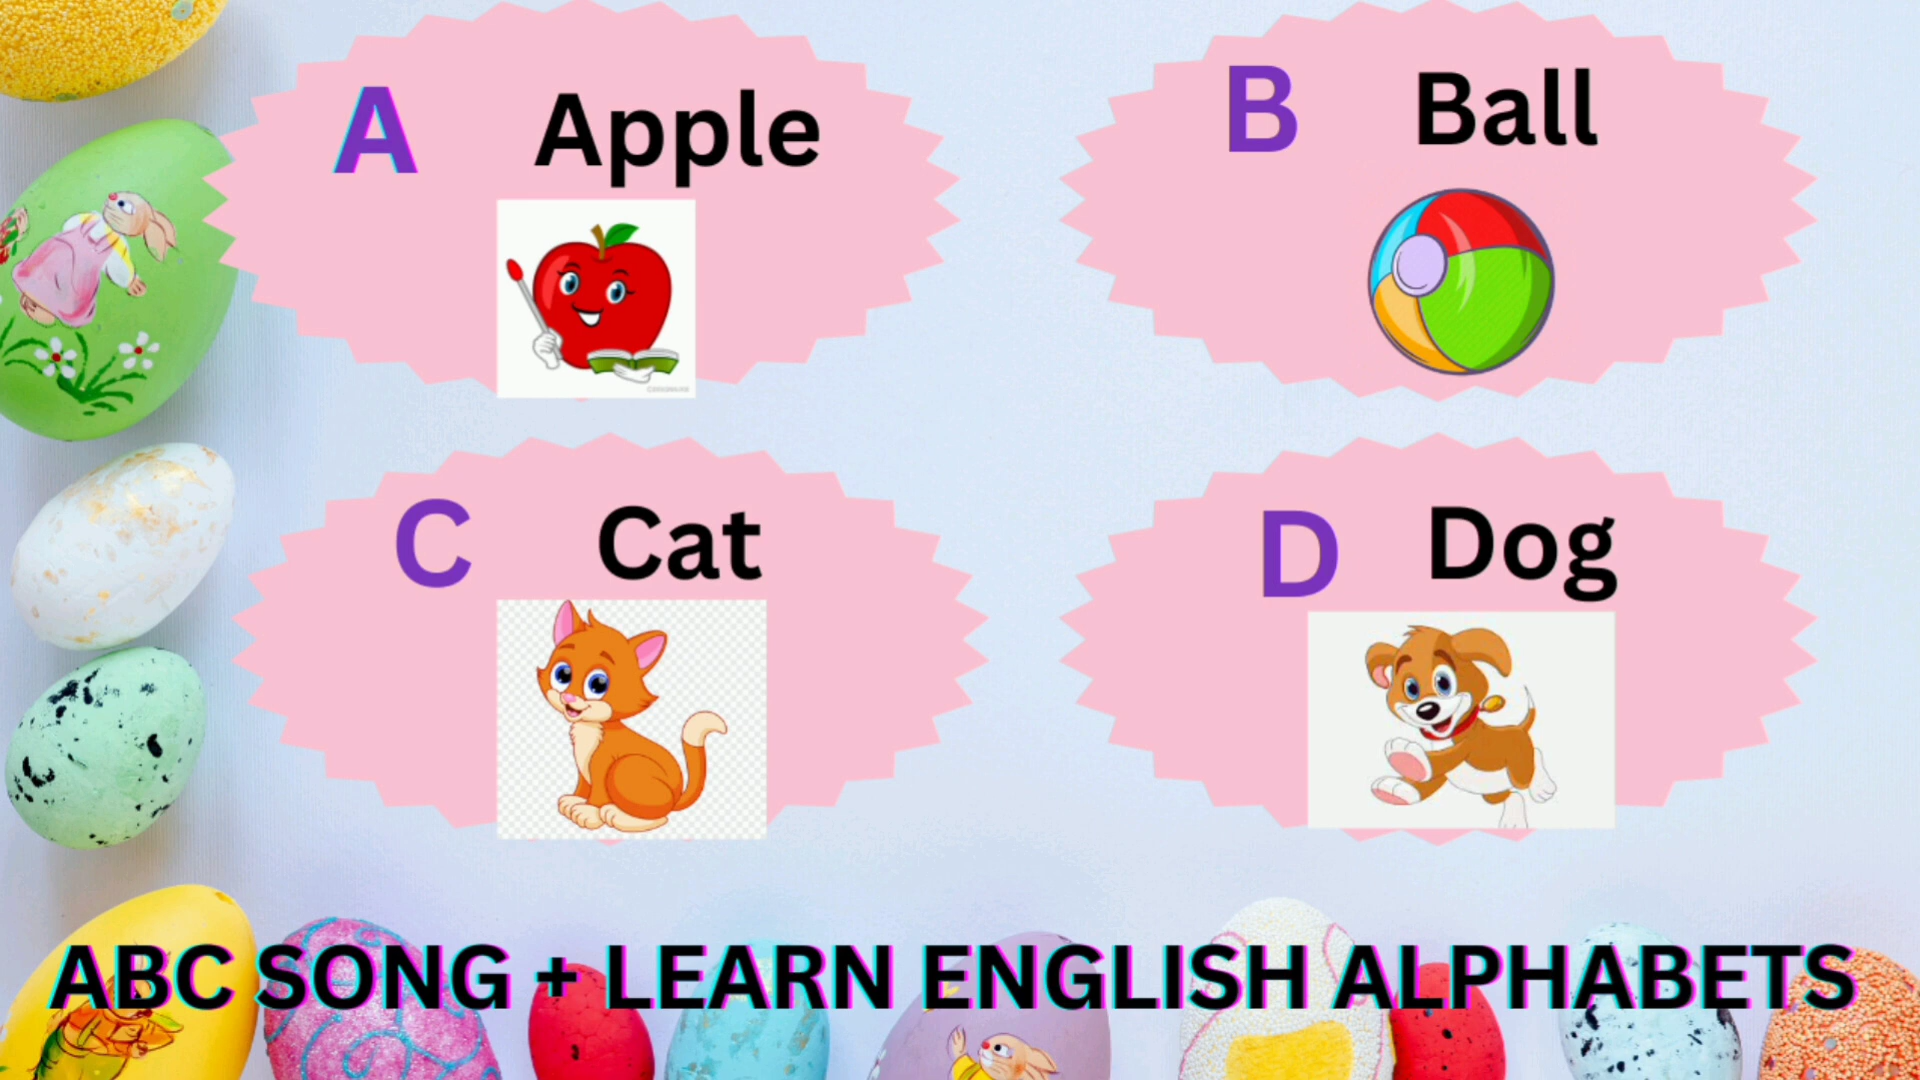 A Apple
B Ball
C Cat
D Dog
ABC SONG + LEARN ENGLISH ALPHABETS